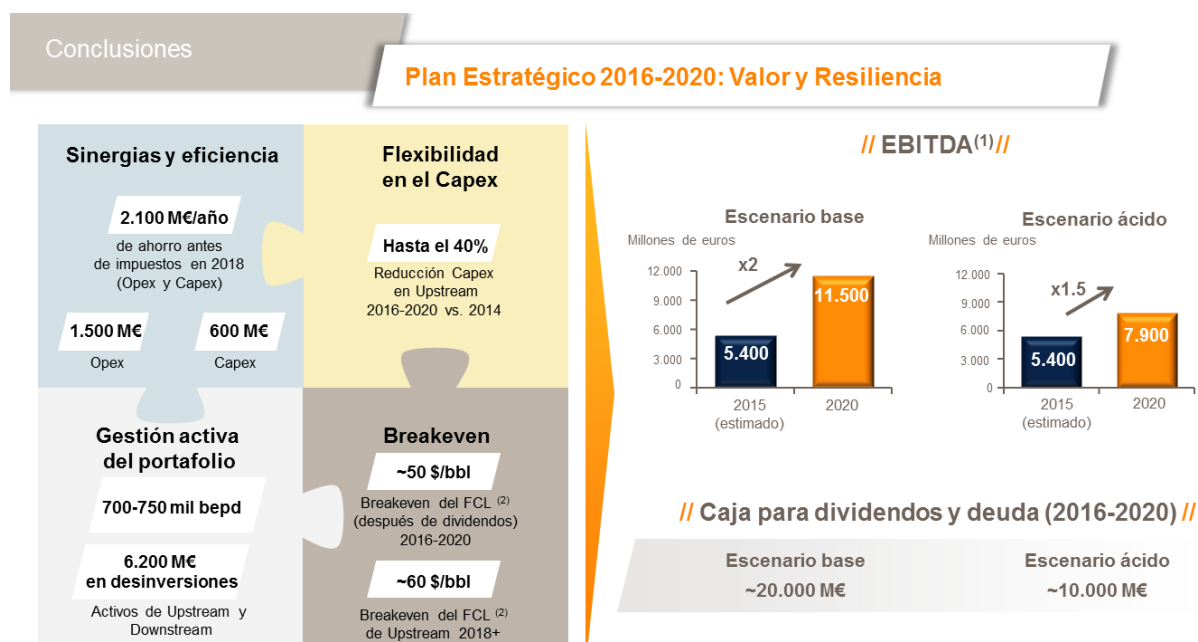 Conclusiones
Plan Estratégico 2016-2020: Valor y Resiliencia
Sinergias y eficiencia
2.100 M€/año
de ahorro antes
de impuestos en 2018
(Opex y Capex)
1.500 M€
Opex
600 M€
Capex
Flexibilidad
en el Capex
Hasta el 40%
Reducción Capex
en Upstream
2016-2020 vs. 2014
Gestión activa
del portafolio
700-750 mil bepd
6.200 M€
en desinversiones
Activos de Upstream y
Downstream
Breakeven
~50 $/bbl
Breakeven del FCL (2)
(después de dividendos)
2016-2020
~60 $/bbl
Breakeven del FCL (2)
de Upstream 2018+
// EBITDA(1)//
Escenario base
Millones de euros
12.000
9.000
6.000
3.000
0
x2
5.400
11.500
2015
(estimado)
2020
Escenario ácido
Millones de euros
12.000
9.000
6.000
3.000
0
x1.5
5.400
7.900
2015
(estimado)
2020
// Caja para dividendos y deuda (2016-2020) //
Escenario base
~20.000 M€
Escenario ácido
~10.000 M€